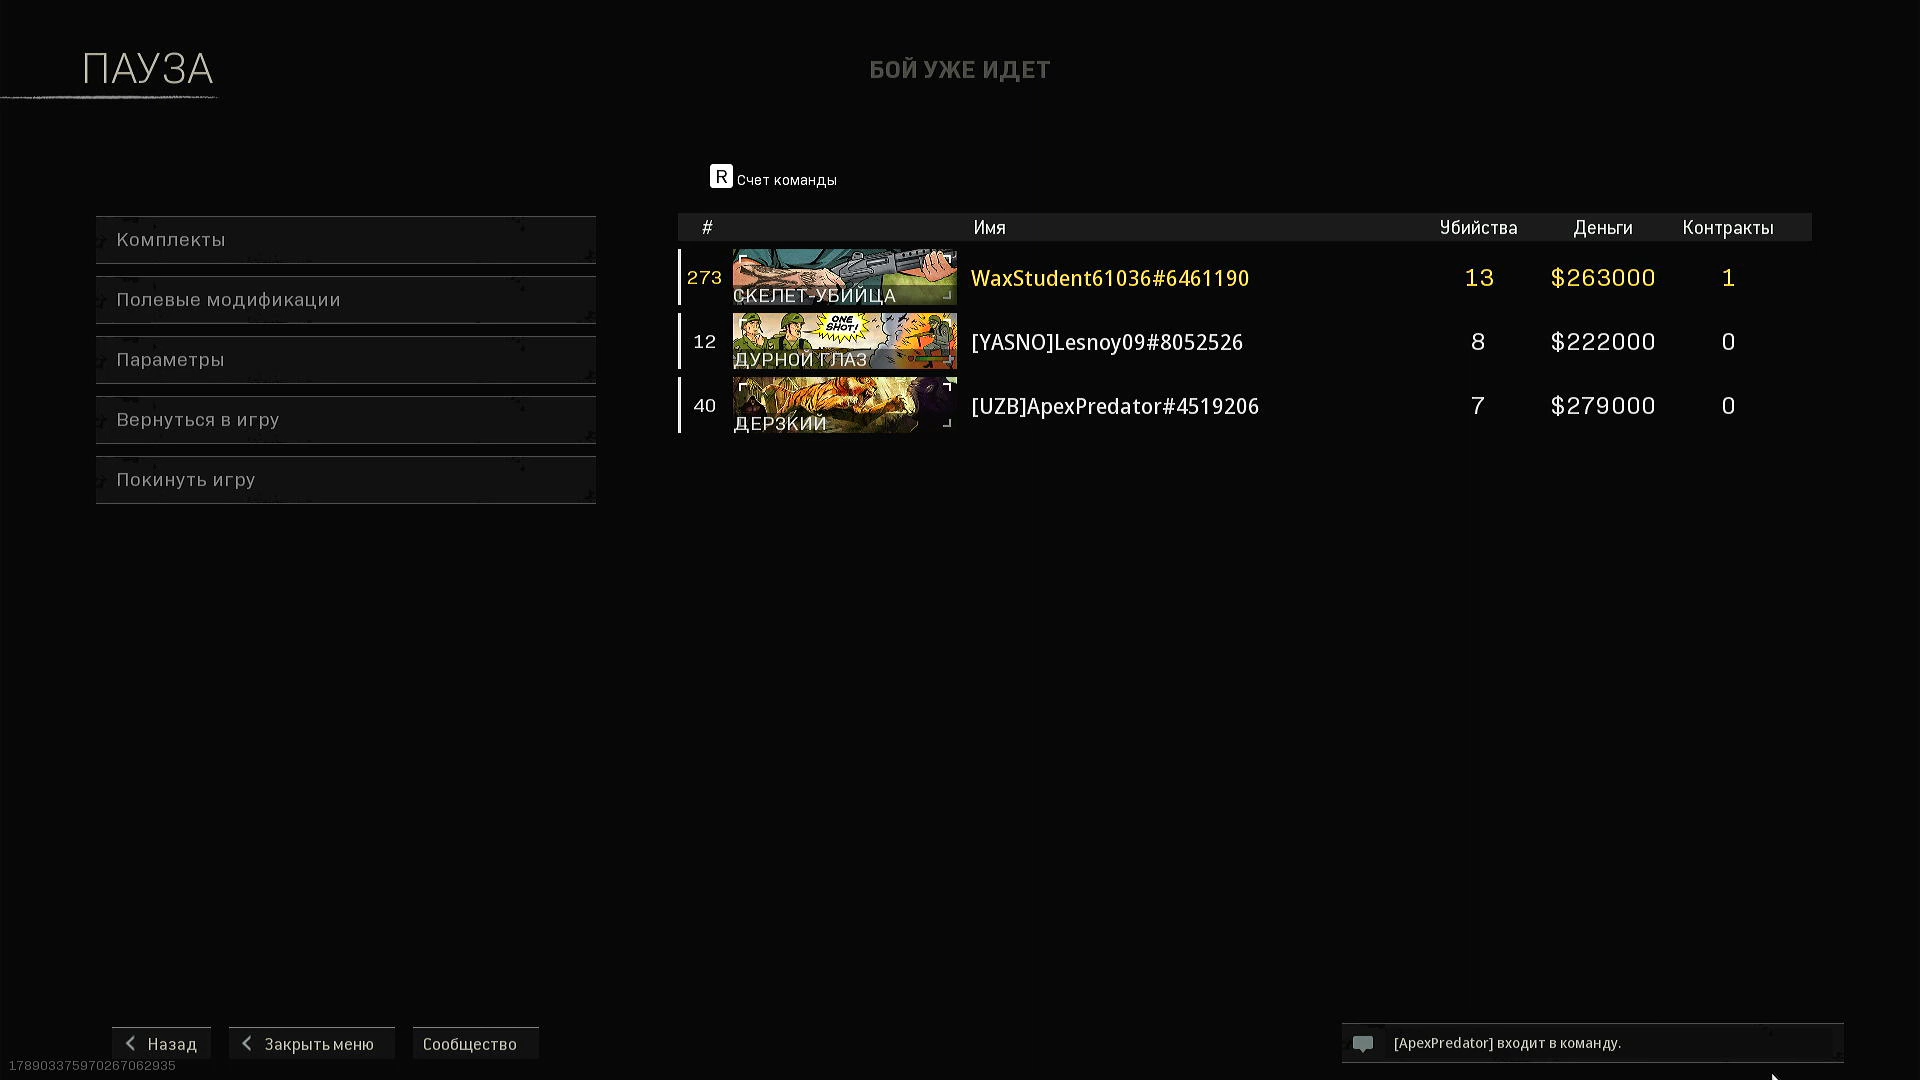 ПАУЗА
БОЙ УЖЕ ИДЕТ
R Счет команды
Комплекты
Полевые модификации
Параметры
Вернуться в игру
Покинуть игру
# Имя Убийства Деньги Контракты
273 СКЕЛЕТ-УБИЙЦА WaxStudent61036#6461190 13 $263000 1
ONE
SHOT!
12 ДУРНОЙ ГЛАЗ [YASNO]Lesnoy09#8052526 8 $222000 0
40 ДЕРЗКИЙ [UZB]ApexPredator#4519206 7 $279000 0
Назад Закрыть меню Сообщество
[ApexPredator] входит в команду.
178903375970267062935